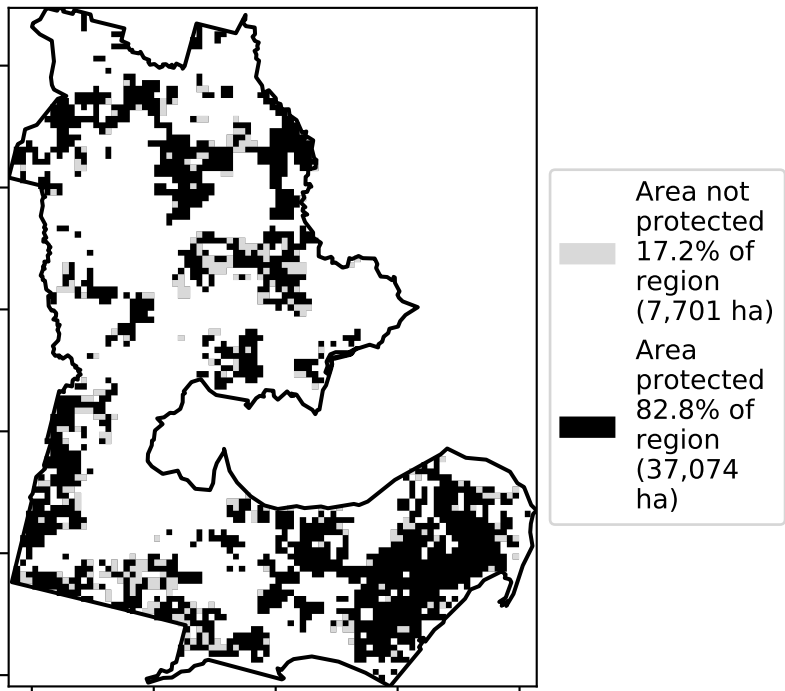 Area not
protected
17.2% of
region
(7,701 ha)
Area
protected
82.8% of
region
(37,074
ha)